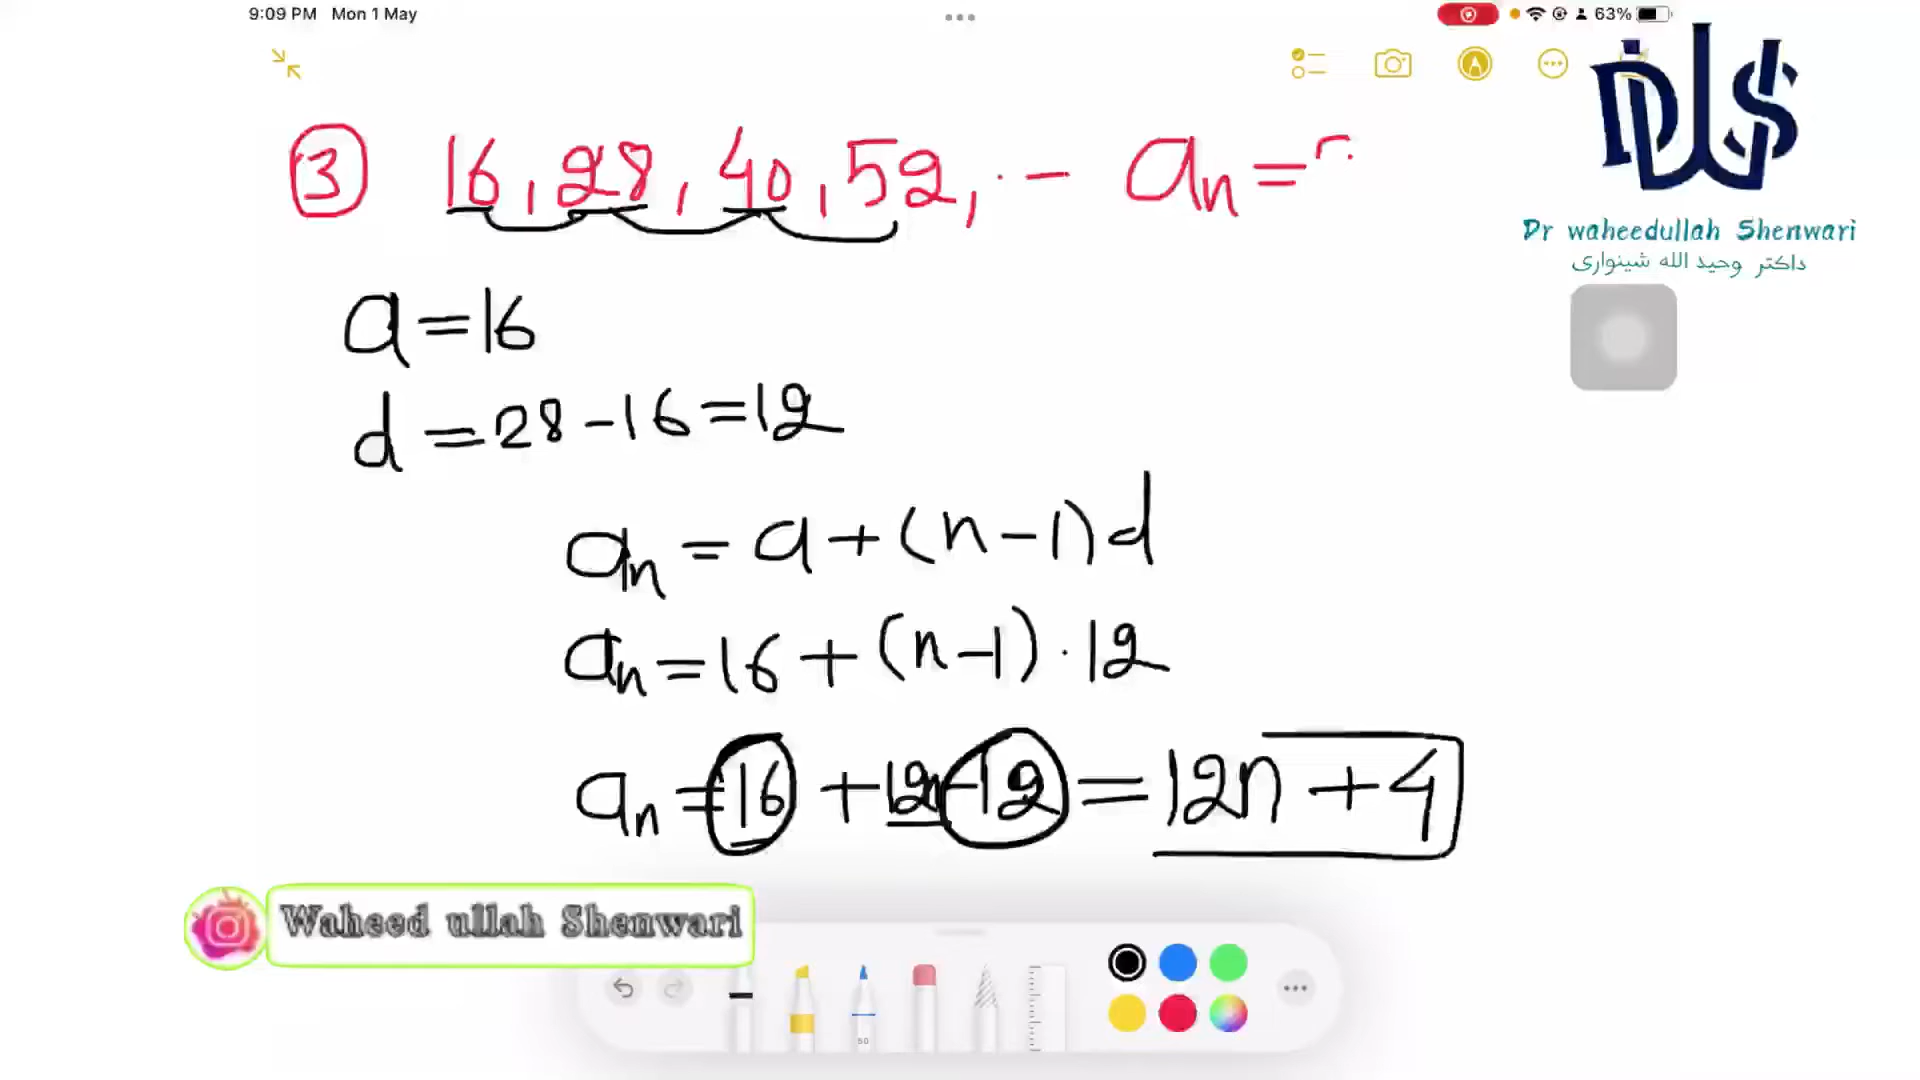 9:09 PM Mon 1 May
63%
③ 16, 28, 40, 52, ... aₙ = ؟
DWS
Dr waheedullah Shenwari
داکتر وحید الله شینواری
a = 16
d = 28 - 16 = 12
aₙ = a + (n - 1) d
aₙ = 16 + (n - 1) · 12
aₙ = 16 + 12n - 12 = 12n + 4
Waheed ullah Shenwari
50